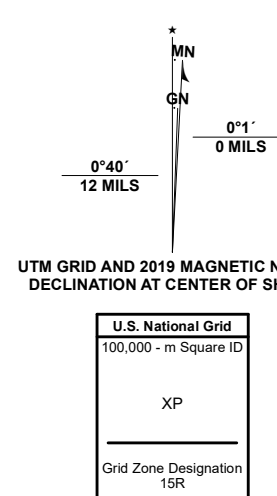 ★
MN
GN
0°1´
0 MILS
0°40´
12 MILS
UTM GRID AND 2019 MAGNETIC N
DECLINATION AT CENTER OF SH
U.S. National Grid
100,000 - m Square ID
XP
Grid Zone Designation
15R